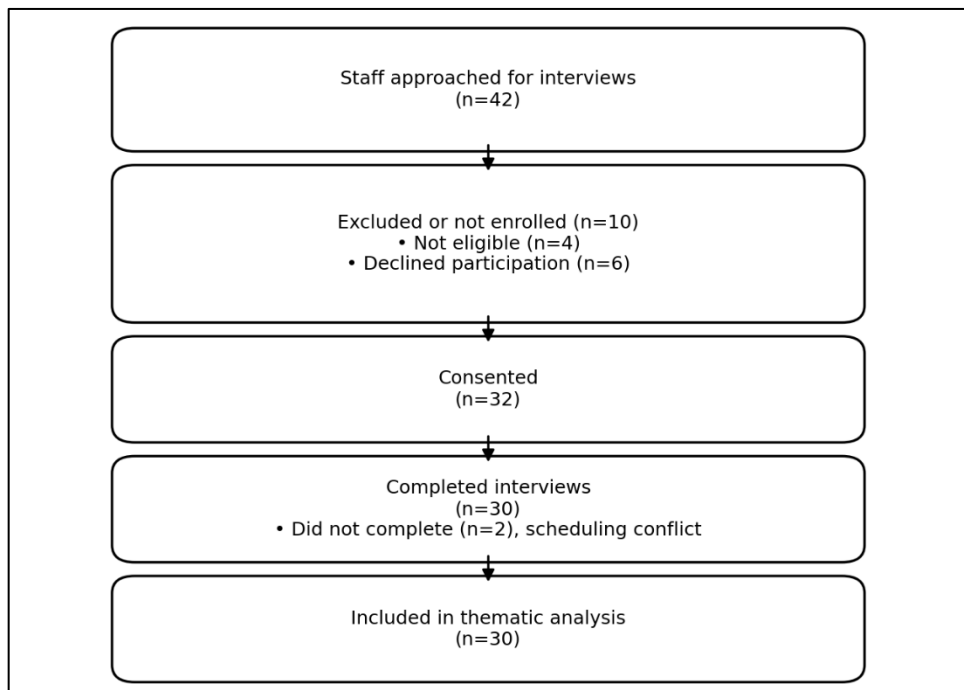 Staff approached for interviews
(n=42)
Excluded or not enrolled (n=10)
• Not eligible (n=4)
• Declined participation (n=6)
Consented
(n=32)
Completed interviews
(n=30)
• Did not complete (n=2), scheduling conflict
Included in thematic analysis
(n=30)